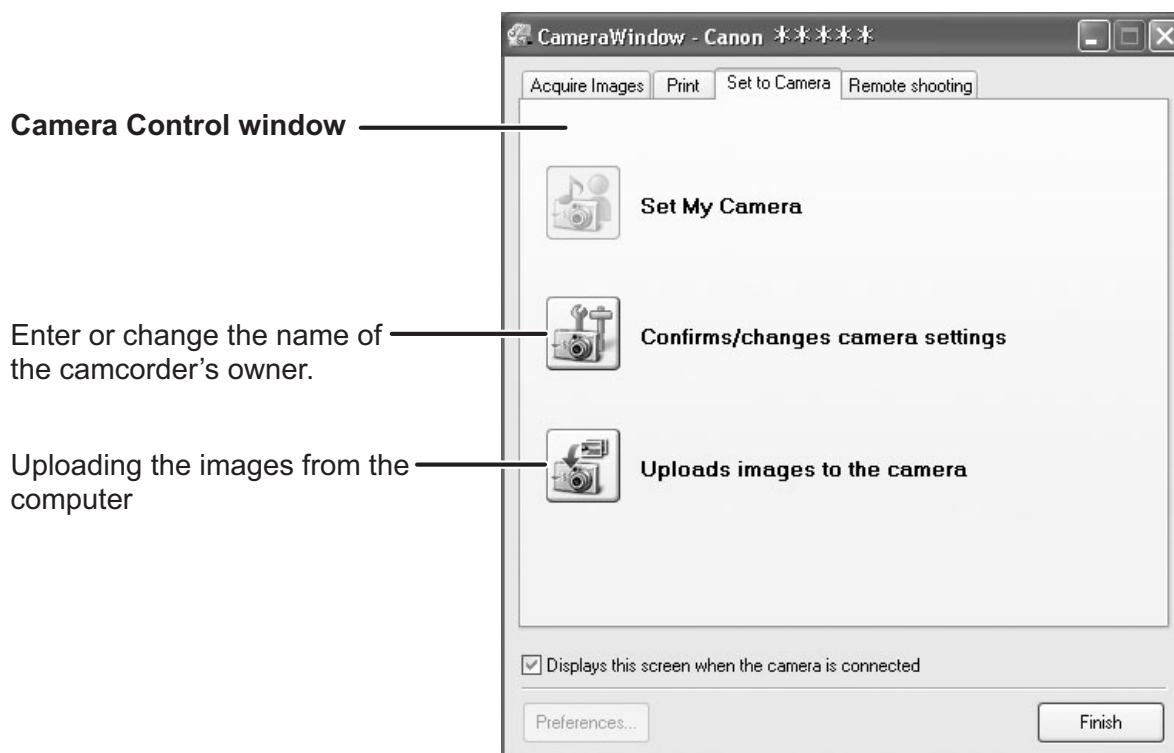 CameraWindow - Canon *****
Acquire Images Print Set to Camera Remote shooting
Camera Control window
Set My Camera
Enter or change the name of
the camcorder’s owner.
Confirms/changes camera settings
Uploading the images from the
computer
Uploads images to the camera
Displays this screen when the camera is connected
Preferences... Finish